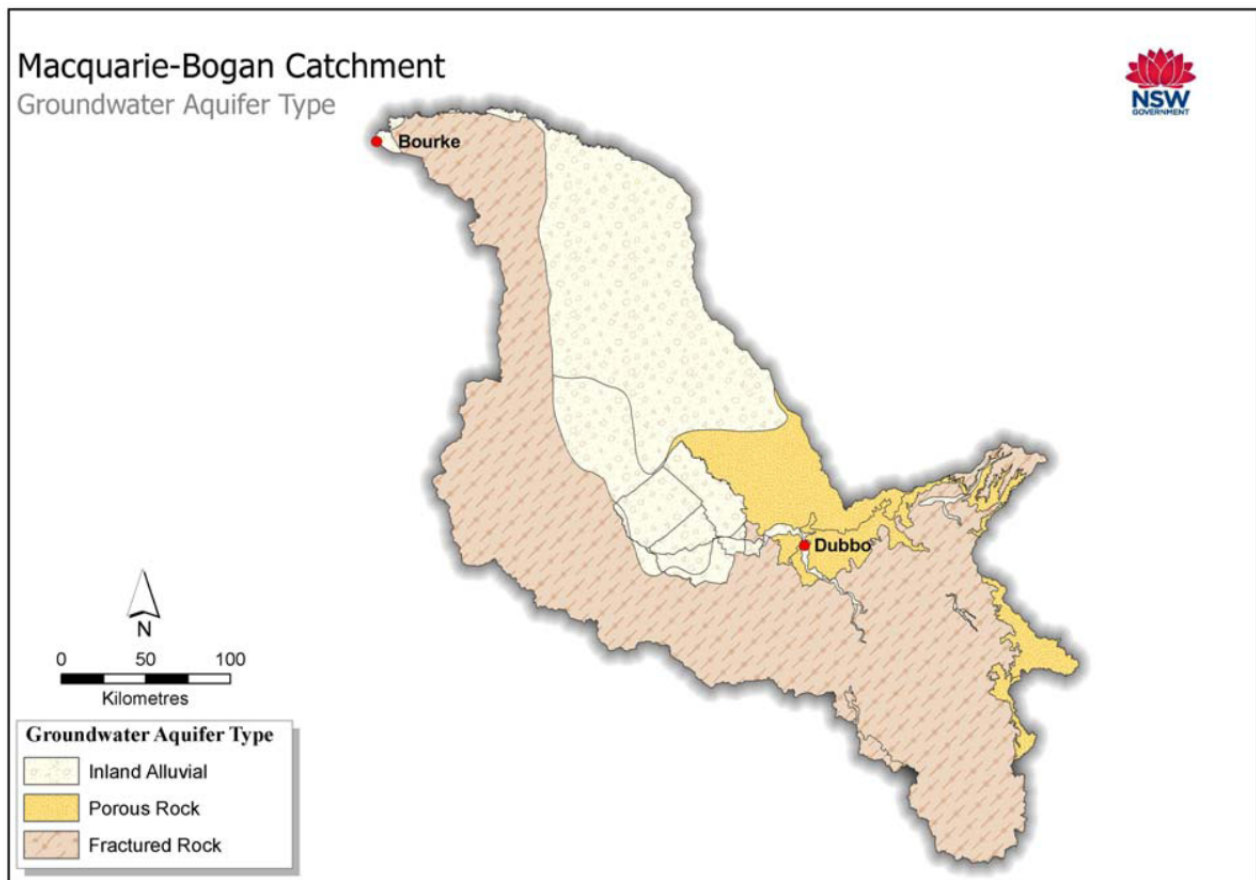 Macquarie-Bogan Catchment
Groundwater Aquifer Type
NSW
GOVERNMENT
Bourke
Dubbo
N
0 50 100
Kilometres
Groundwater Aquifer Type
Inland Alluvial
Porous Rock
Fractured Rock